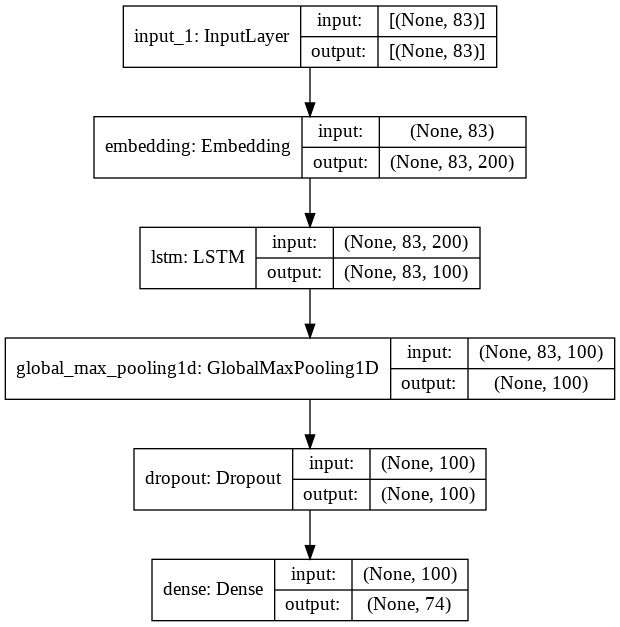 input_1: InputLayer
input: [(None, 83)]
output: [(None, 83)]
embedding: Embedding
input: (None, 83)
output: (None, 83, 200)
lstm: LSTM
input: (None, 83, 200)
output: (None, 83, 100)
global_max_pooling1d: GlobalMaxPooling1D
input: (None, 83, 100)
output: (None, 100)
dropout: Dropout
input: (None, 100)
output: (None, 100)
dense: Dense
input: (None, 100)
output: (None, 74)